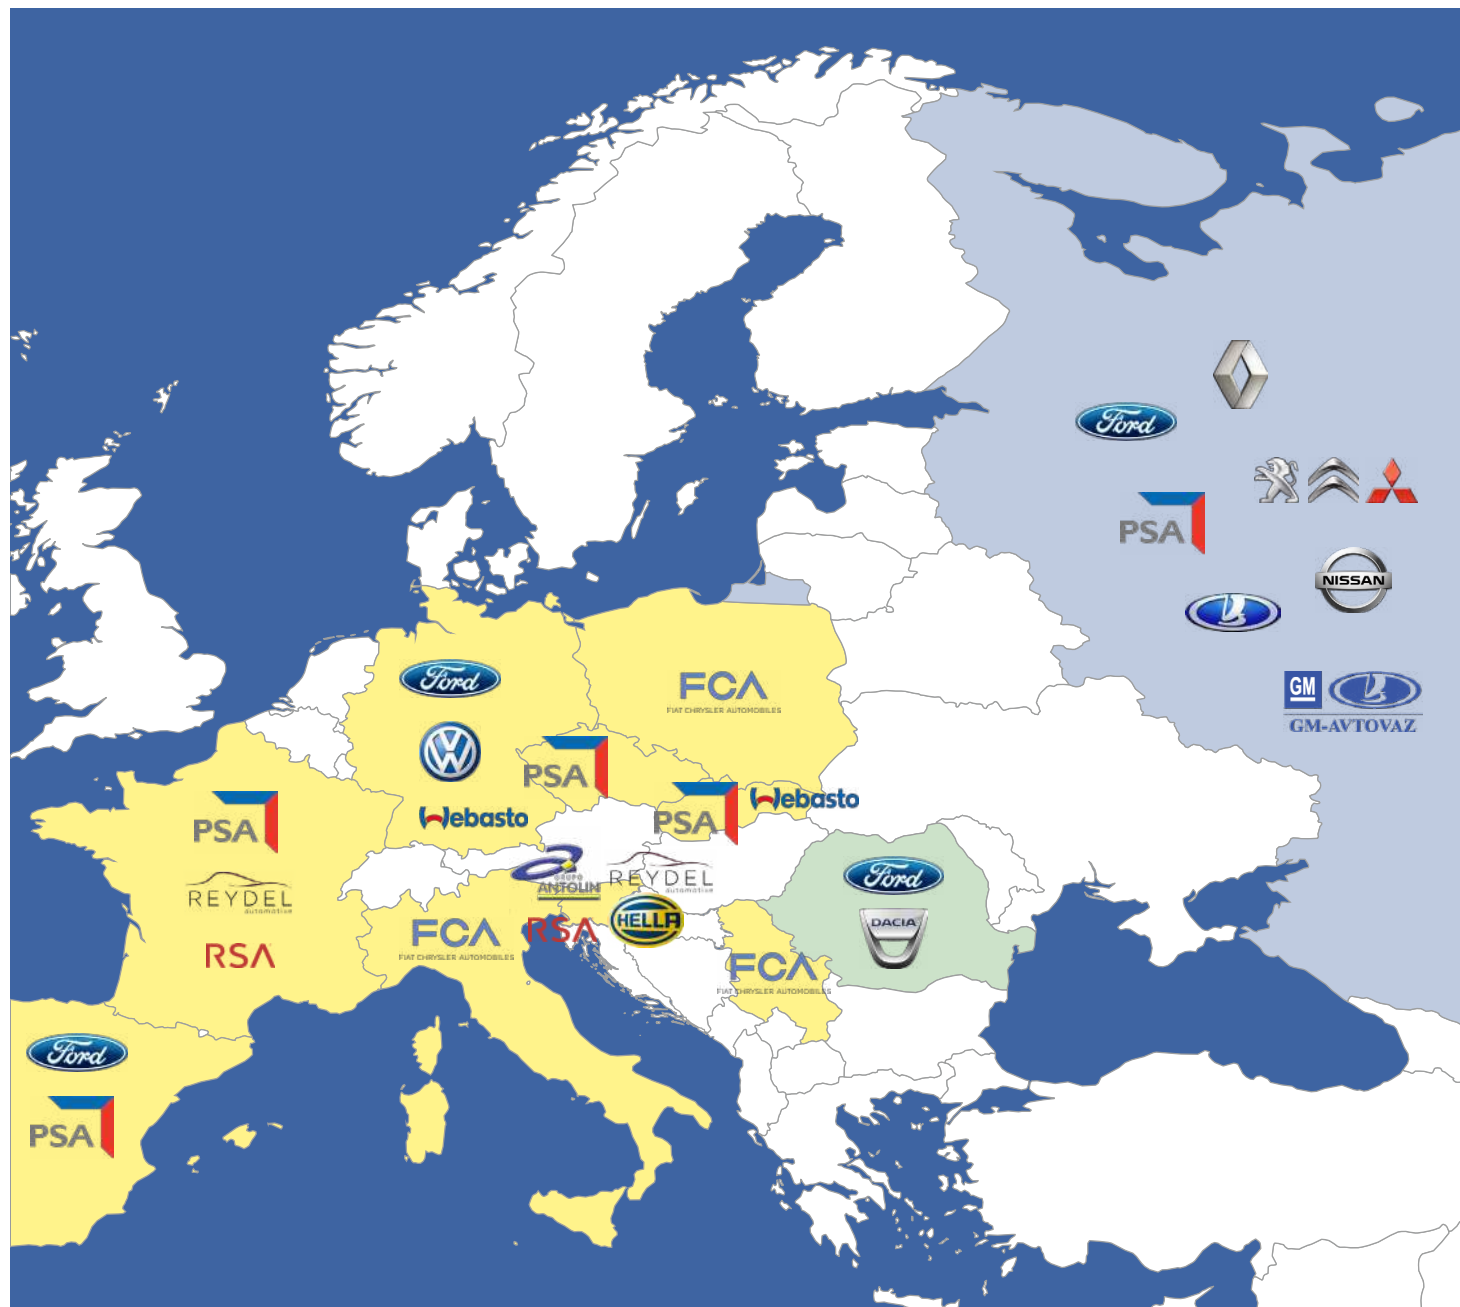 Ford
PSA
NISSAN
GM
GM-AVTOVAZ
Ford
FCA
FIAT CHRYSLER AUTOMOBILES
PSA
Webasto
PSA
Webasto
PSA
REYDEL
automotive
RSA
GRUPO
ANTOLIN
REYDEL
automotive
FCA
FIAT CHRYSLER AUTOMOBILES
RSA
HELLA
Ford
DACIA
FCA
FIAT CHRYSLER AUTOMOBILES
Ford
PSA